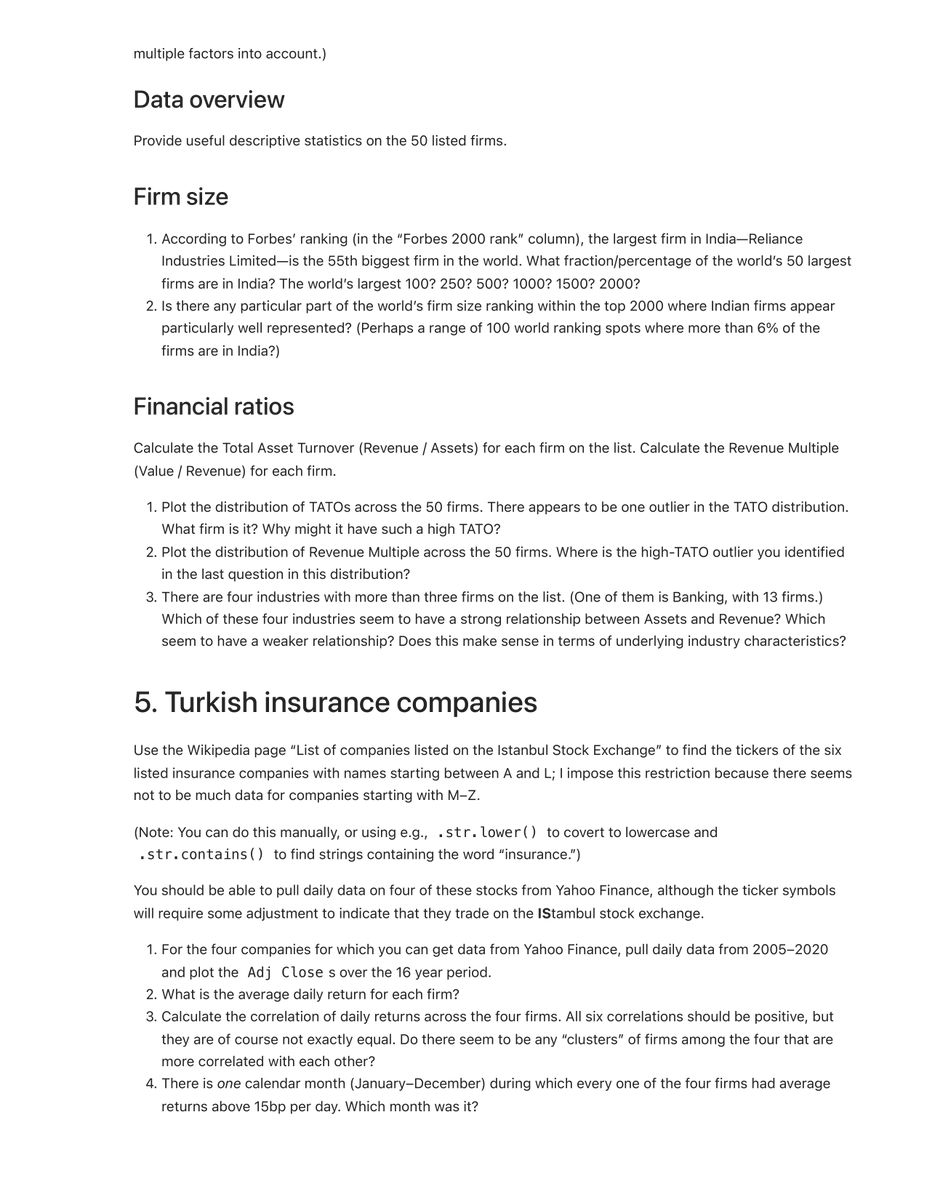 multiple factors into account.)
Data overview
Provide useful descriptive statistics on the 50 listed firms.
Firm size
1. According to Forbes’ ranking (in the “Forbes 2000 rank” column), the largest firm in India—Reliance
Industries Limited—is the 55th biggest firm in the world. What fraction/percentage of the world’s 50 largest
firms are in India? The world’s largest 100? 250? 500? 1000? 1500? 2000?
2. Is there any particular part of the world’s firm size ranking within the top 2000 where Indian firms appear
particularly well represented? (Perhaps a range of 100 world ranking spots where more than 6% of the
firms are in India?)
Financial ratios
Calculate the Total Asset Turnover (Revenue / Assets) for each firm on the list. Calculate the Revenue Multiple
(Value / Revenue) for each firm.
1. Plot the distribution of TATOs across the 50 firms. There appears to be one outlier in the TATO distribution.
What firm is it? Why might it have such a high TATO?
2. Plot the distribution of Revenue Multiple across the 50 firms. Where is the high-TATO outlier you identified
in the last question in this distribution?
3. There are four industries with more than three firms on the list. (One of them is Banking, with 13 firms.)
Which of these four industries seem to have a strong relationship between Assets and Revenue? Which
seem to have a weaker relationship? Does this make sense in terms of underlying industry characteristics?
5. Turkish insurance companies
Use the Wikipedia page “List of companies listed on the Istanbul Stock Exchange” to find the tickers of the six
listed insurance companies with names starting between A and L; I impose this restriction because there seems
not to be much data for companies starting with M–Z.
(Note: You can do this manually, or using e.g., .str.lower() to covert to lowercase and
.str.contains() to find strings containing the word “insurance.”)
You should be able to pull daily data on four of these stocks from Yahoo Finance, although the ticker symbols
will require some adjustment to indicate that they trade on the IStambul stock exchange.
1. For the four companies for which you can get data from Yahoo Finance, pull daily data from 2005–2020
and plot the Adj Close s over the 16 year period.
2. What is the average daily return for each firm?
3. Calculate the correlation of daily returns across the four firms. All six correlations should be positive, but
they are of course not exactly equal. Do there seem to be any “clusters” of firms among the four that are
more correlated with each other?
4. There is one calendar month (January–December) during which every one of the four firms had average
returns above 15bp per day. Which month was it?